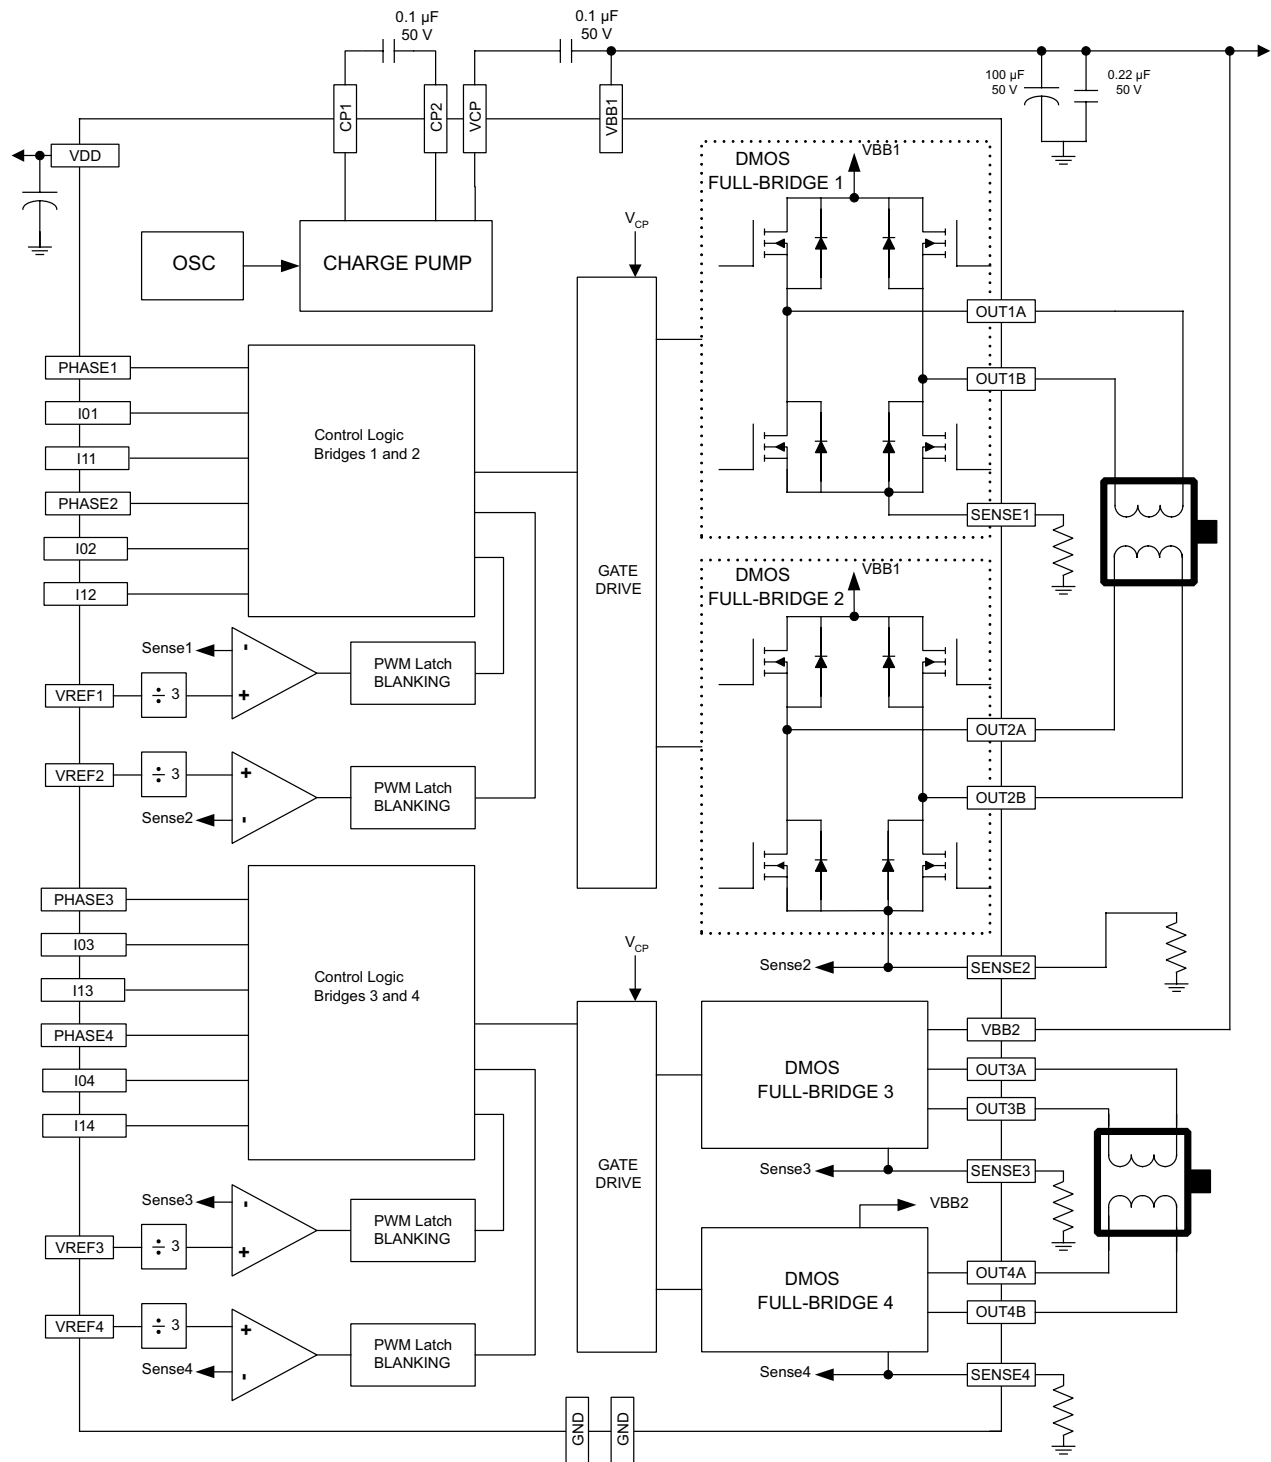 0.1 µF
50 V
0.1 µF
50 V
100 µF
50 V
0.22 µF
50 V
CP1
CP2
VCP
VBB1
VDD
OSC
CHARGE PUMP
DMOS
FULL-BRIDGE 1
VBB1
VCP
PHASE1
I01
I11
PHASE2
I02
I12
Control Logic
Bridges 1 and 2
OUT1A
OUT1B
SENSE1
GATE
DRIVE
DMOS
FULL-BRIDGE 2
VBB1
Sense1
-
+
PWM Latch
BLANKING
VREF1
÷ 3
VREF2
÷ 3
+
-
Sense2
PWM Latch
BLANKING
OUT2A
OUT2B
PHASE3
I03
I13
PHASE4
I04
I14
Control Logic
Bridges 3 and 4
VCP
Sense2
SENSE2
VBB2
DMOS
FULL-BRIDGE 3
OUT3A
OUT3B
GATE
DRIVE
Sense3
SENSE3
Sense3
-
+
PWM Latch
BLANKING
VREF3
÷ 3
VBB2
DMOS
FULL-BRIDGE 4
OUT4A
OUT4B
VREF4
÷ 3
+
-
Sense4
PWM Latch
BLANKING
Sense4
SENSE4
GND
GND